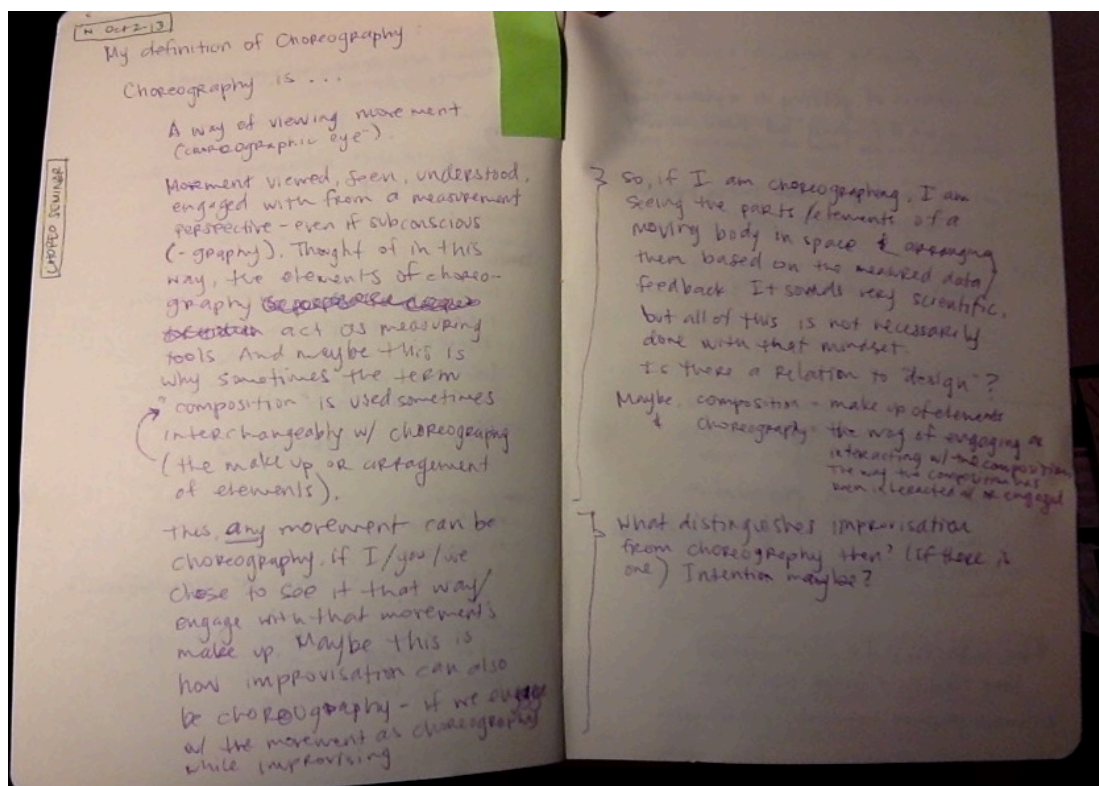 Oct 2-13
My definition of Choreography
Choreography is ...
A way of viewing movement
(choreographic eye).
CHOREO SEMINAR
Movement viewed, seen, understood,
engaged with from a measurement
perspective - even if subconscious
(-graphy). Thought of in this
way, the elements of choreo-
graphy
act as measuring
tools. And maybe this is
why sometimes the term
"composition" is used sometimes
interchangeably w/ choreography
(the make up or arragement
of elements).
Thus, any movement can be
choreography, if I/you/we
chose to see it that way/
engage with that movement's
make up. Maybe this is
how improvisation can also
be choreography - if we engage
w/ the movement as choreography
while improvising
So, if I am choreographing, I am
seeing the parts/elements of a
moving body in space & arranging
them based on the measured data/
feedback. It sounds very scientific,
but all of this is not necessarily
done with that mindset.
Is there a relation to "design"?
Maybe composition - make up of elements
& choreography - the way of engaging or
interacting w/ the composition.
The way the composition has
been interacted or engaged
What distinguishes improvisation
from choreography then? (if there is
one) Intention maybe?